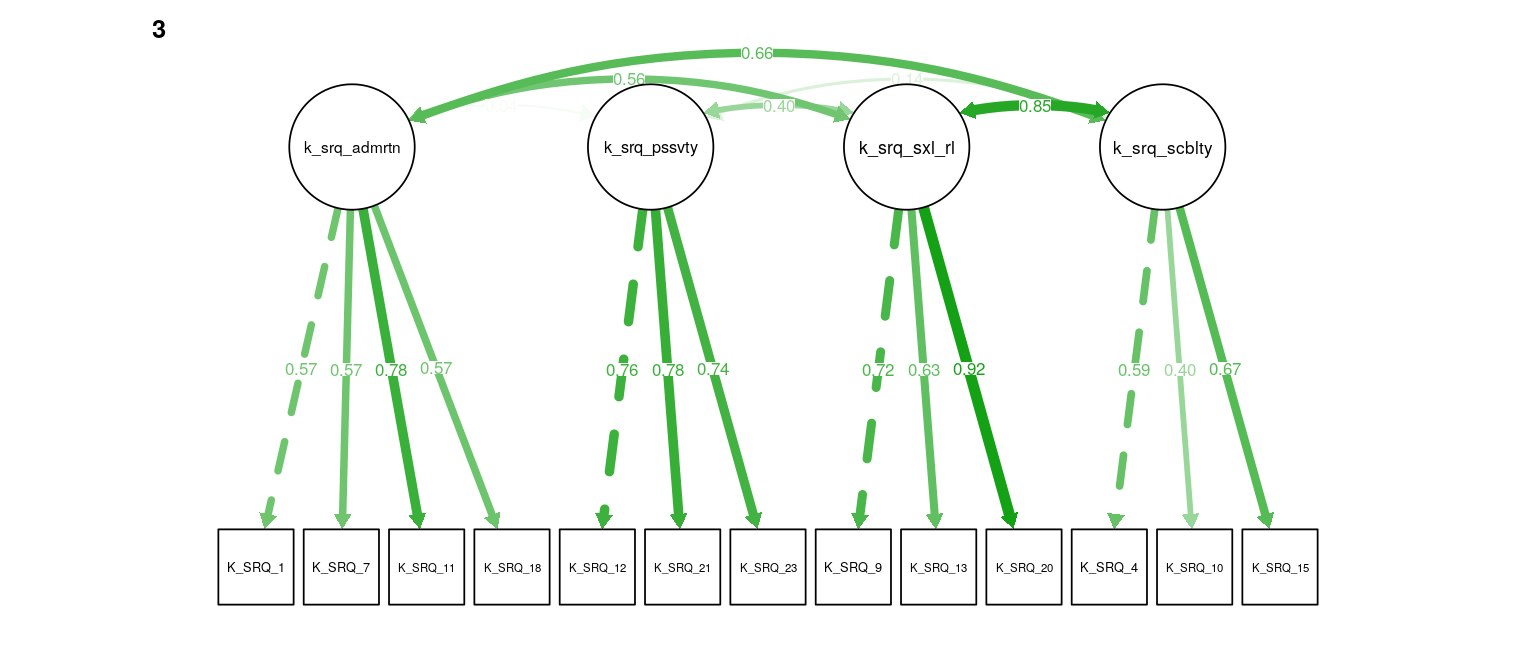 3
0.66
0.56
0.14
0.04
0.40
0.85
k_srq_admrtn
k_srq_pssvty
k_srq_sxl_rl
k_srq_scblty
0.57 0.57 0.78 0.57 0.76 0.78 0.74 0.72 0.63 0.92 0.59 0.40 0.67
K_SRQ_1 K_SRQ_7 K_SRQ_11 K_SRQ_18 K_SRQ_12 K_SRQ_21 K_SRQ_23 K_SRQ_9 K_SRQ_13 K_SRQ_20 K_SRQ_4 K_SRQ_10 K_SRQ_15